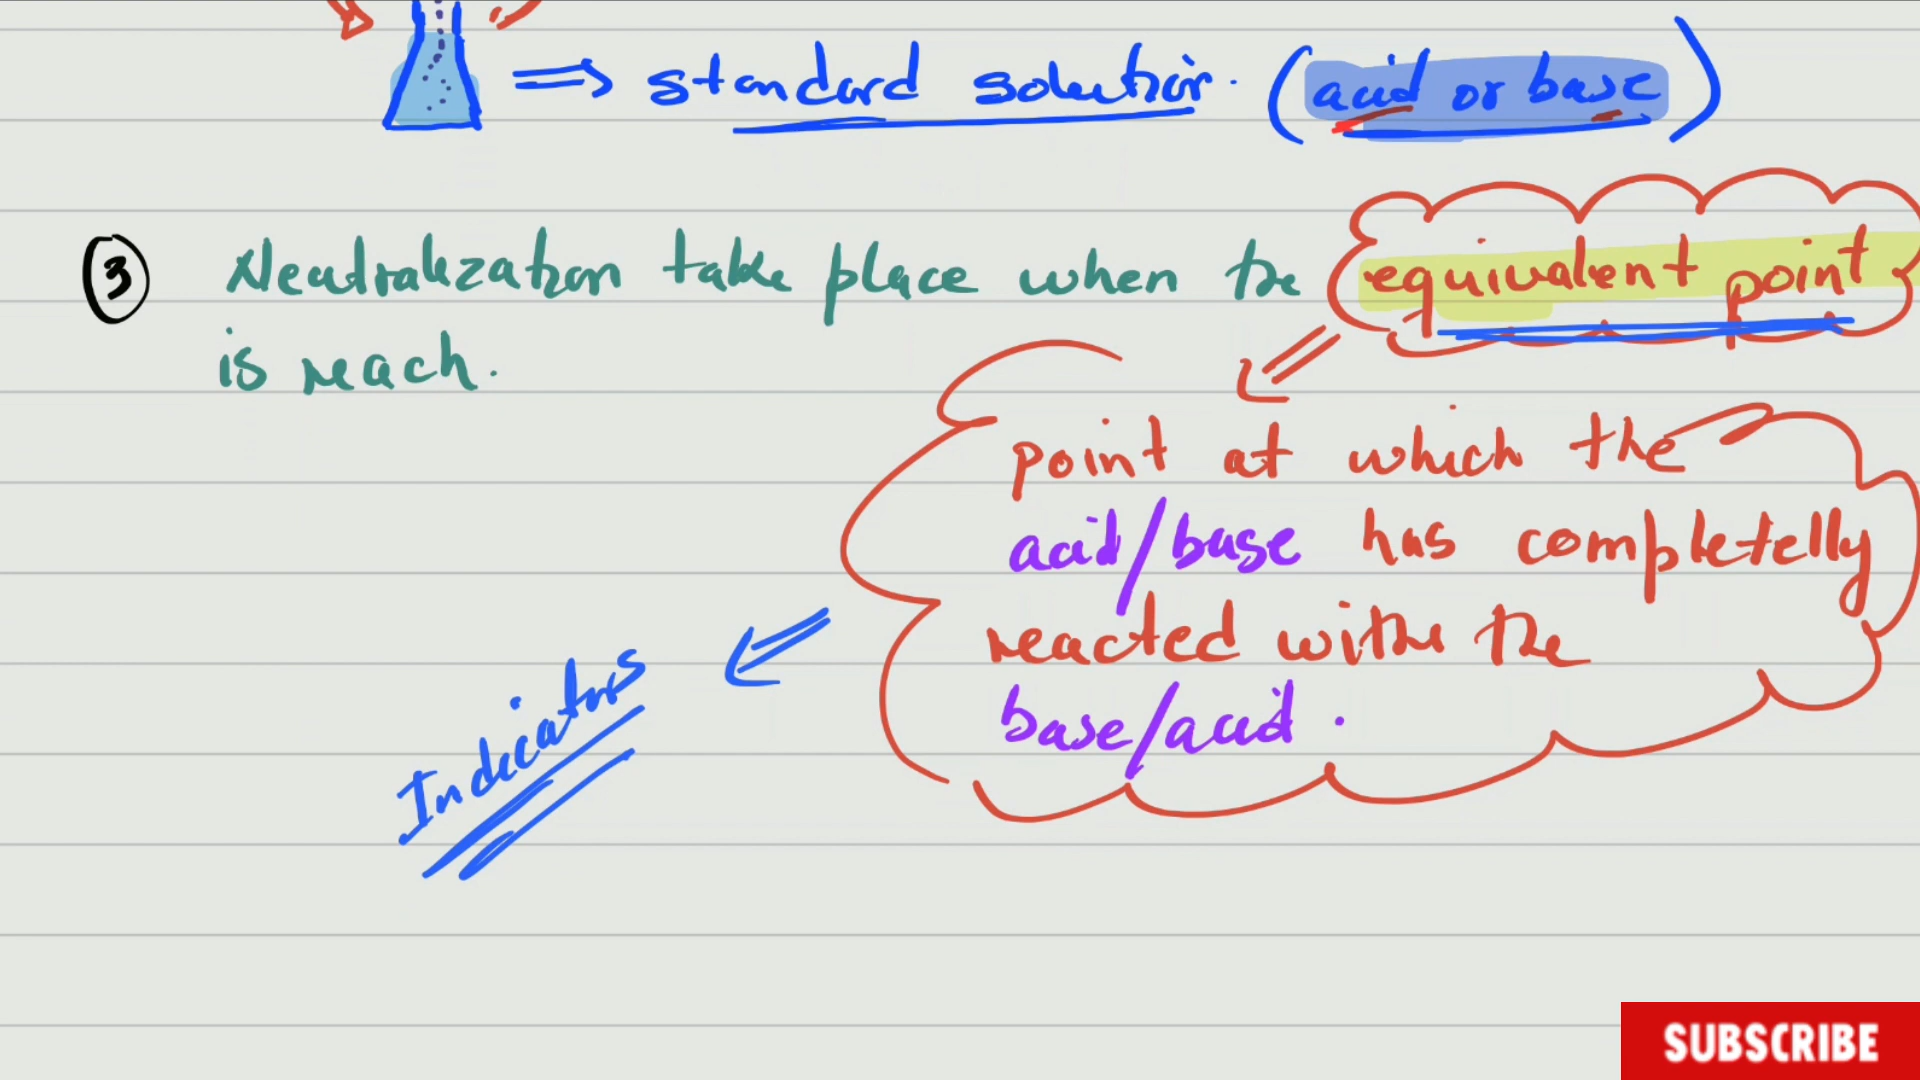 ⇒ standard solution. (acid or base)
③ Neutralization take place when the equivalent point
is reach.
point at which the
acid/base has completelly
reacted withe the
base/acid.
Indicators
SUBSCRIBE